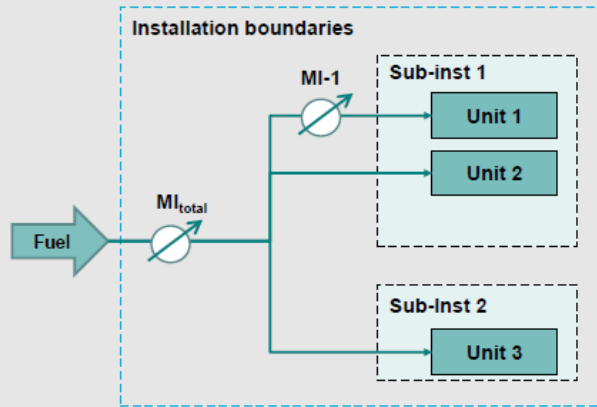 Installation boundaries
Sub-inst 1
MI-1
Unit 1
Unit 2
MItotal
Fuel
Sub-Inst 2
Unit 3